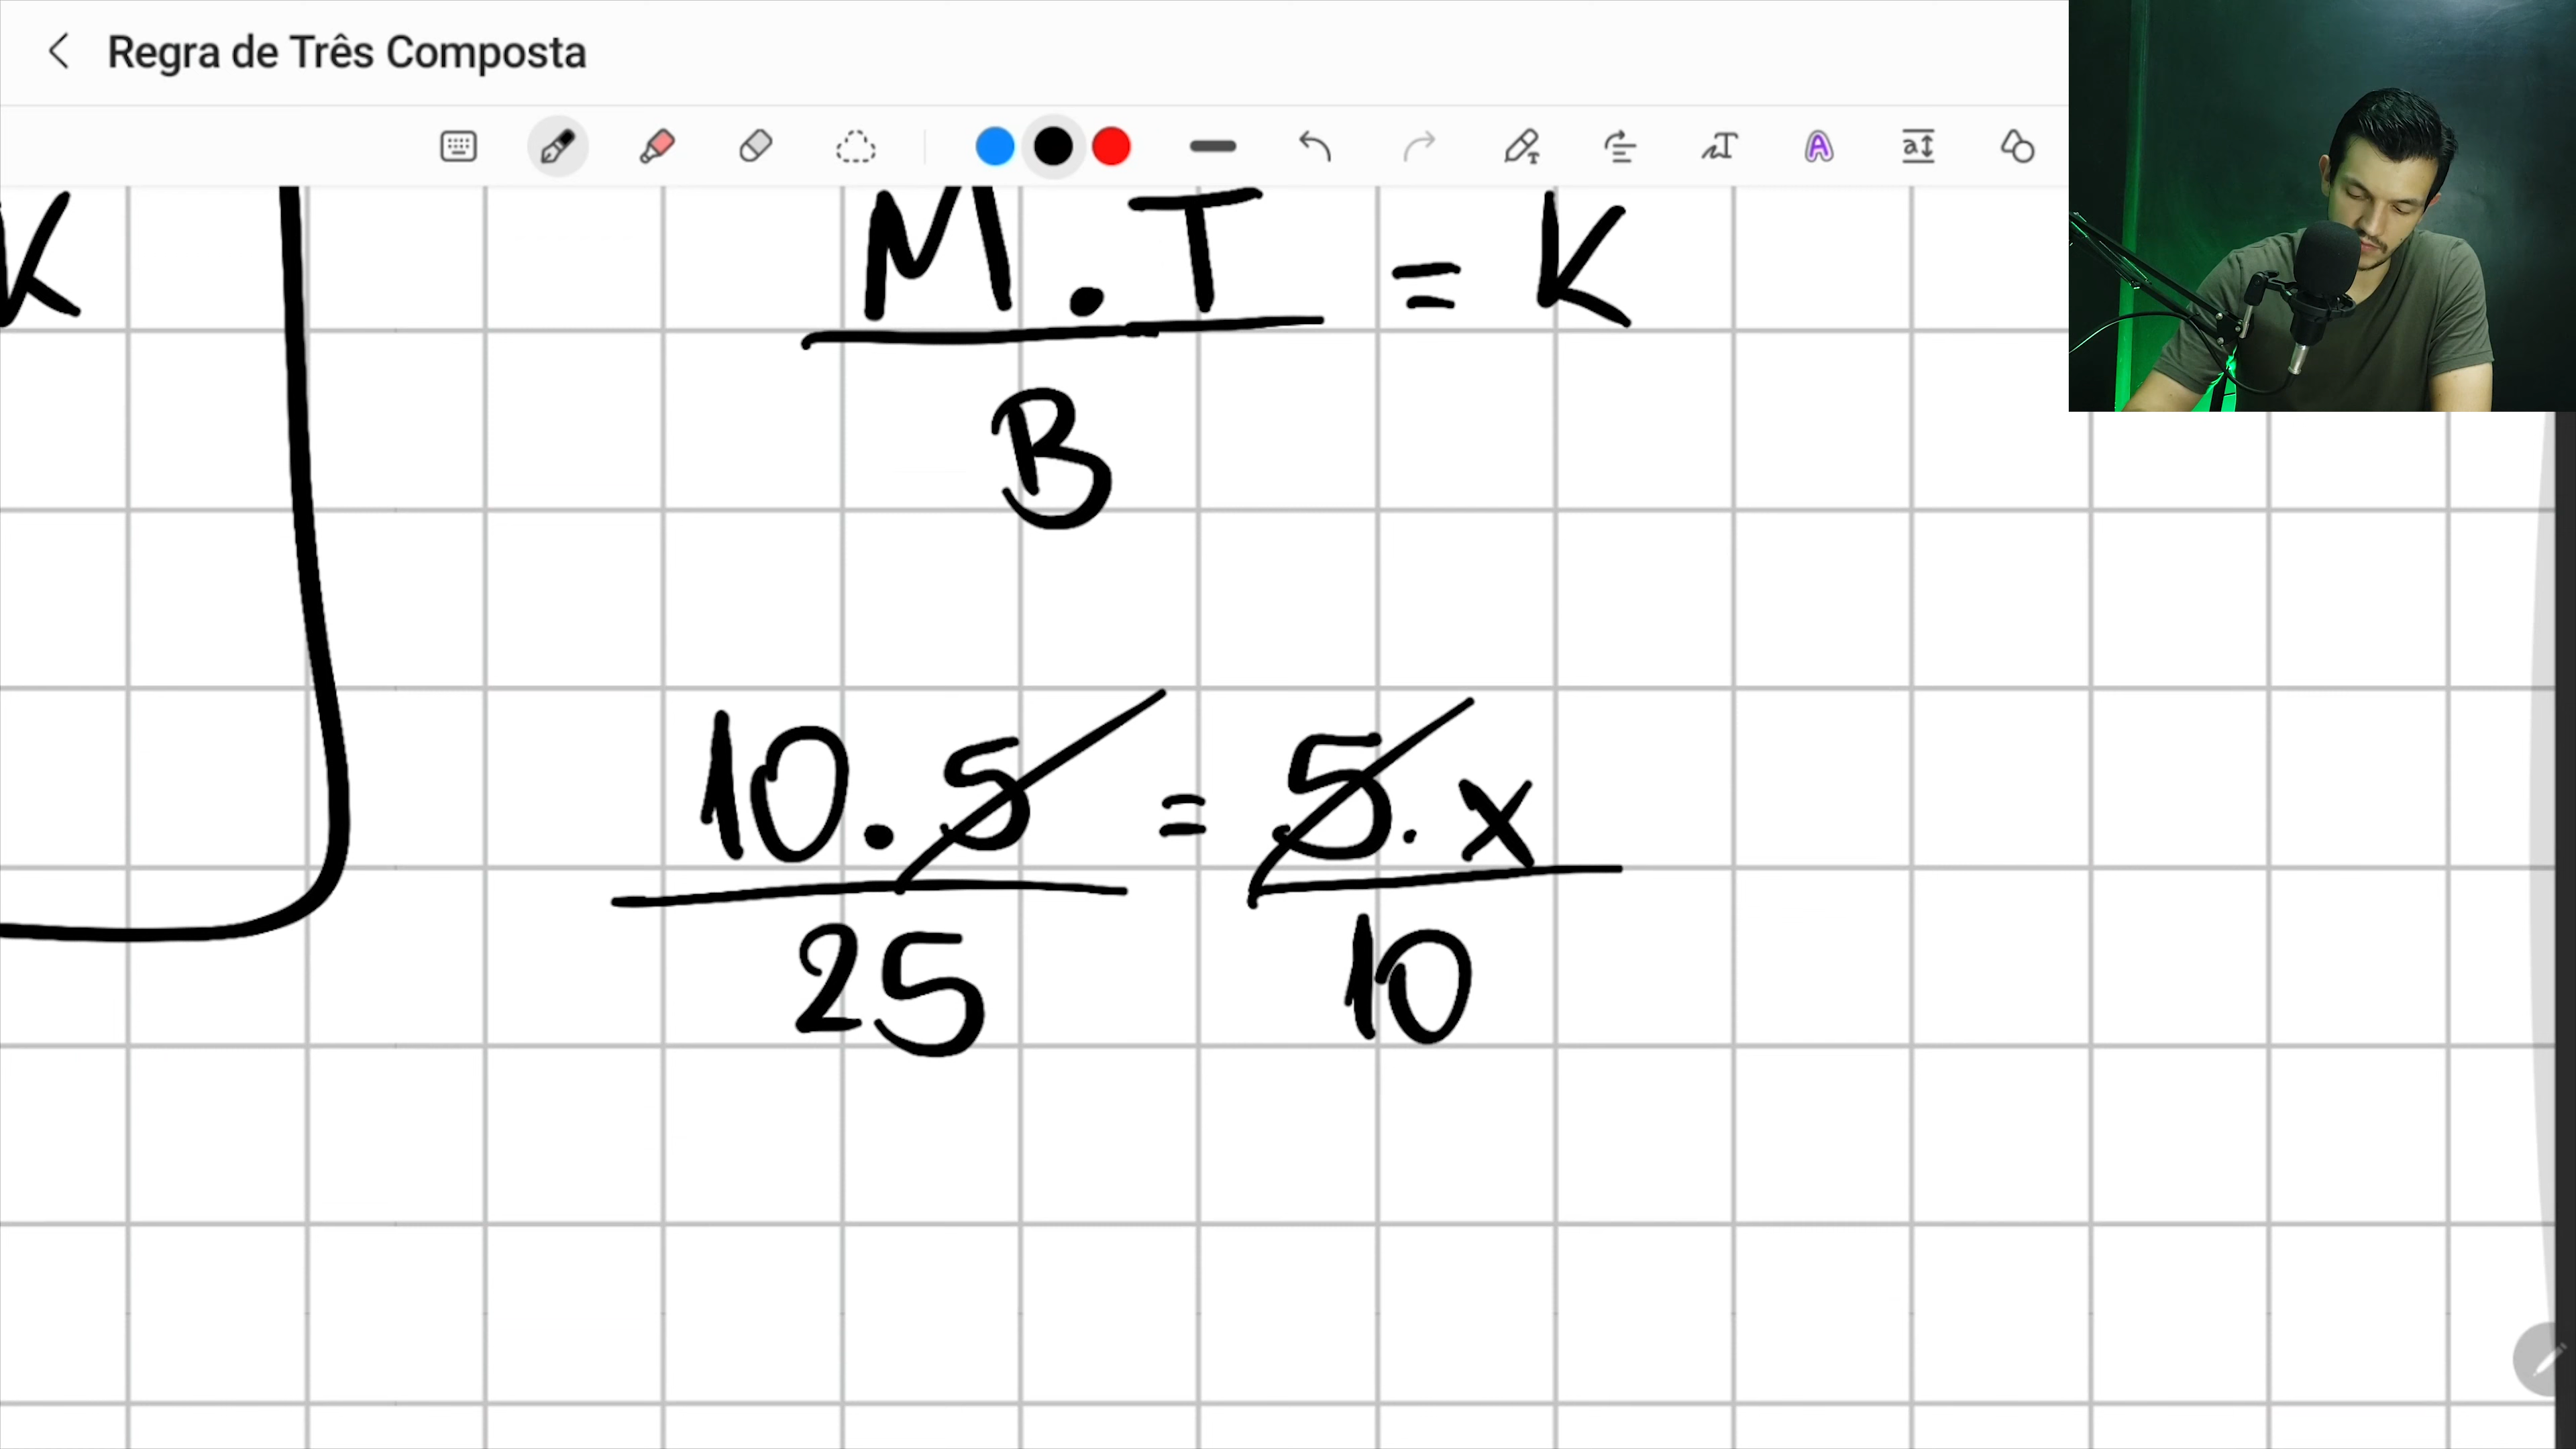 Regra de Três Composta
K
M . T = K
B
10 . 5 = 5 . x
25 10